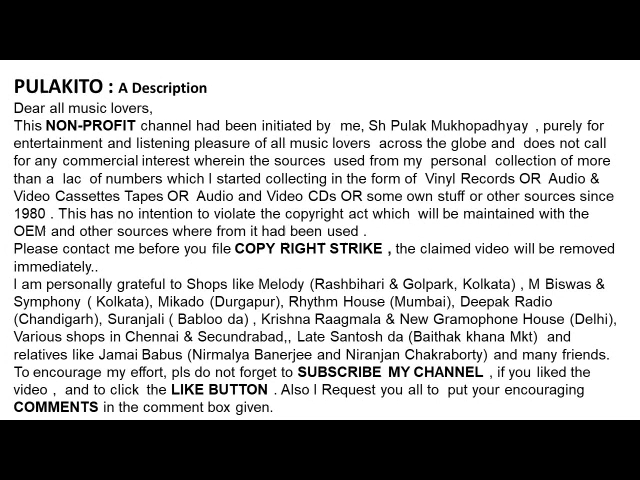 PULAKITO : A Description
Dear all music lovers,
This NON-PROFIT channel had been initiated by me, Sh Pulak Mukhopadhyay , purely for
entertainment and listening pleasure of all music lovers across the globe and does not call
for any commercial interest wherein the sources used from my personal collection of more
than a lac of numbers which I started collecting in the form of Vinyl Records OR Audio &
Video Cassettes Tapes OR Audio and Video CDs OR some own stuff or other sources since
1980 . This has no intention to violate the copyright act which will be maintained with the
OEM and other sources where from it had been used .
Please contact me before you file COPY RIGHT STRIKE , the claimed video will be removed
immediately..
I am personally grateful to Shops like Melody (Rashbihari & Golpark, Kolkata) , M Biswas &
Symphony ( Kolkata), Mikado (Durgapur), Rhythm House (Mumbai), Deepak Radio
(Chandigarh), Suranjali ( Babloo da) , Krishna Raagmala & New Gramophone House (Delhi),
Various shops in Chennai & Secundrabad,, Late Santosh da (Baithak khana Mkt) and
relatives like Jamai Babus (Nirmalya Banerjee and Niranjan Chakraborty) and many friends.
To encourage my effort, pls do not forget to SUBSCRIBE MY CHANNEL , if you liked the
video , and to click the LIKE BUTTON . Also I Request you all to put your encouraging
COMMENTS in the comment box given.